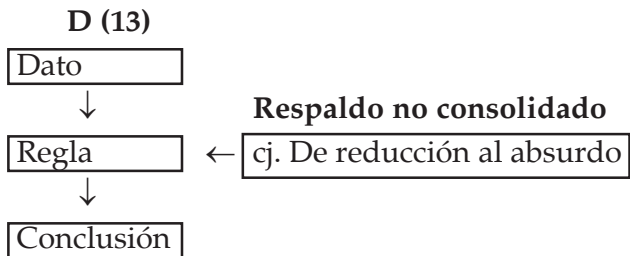 D (13)
Dato
↓
Respaldo no consolidado
Regla ← cj. De reducción al absurdo
↓
Conclusión